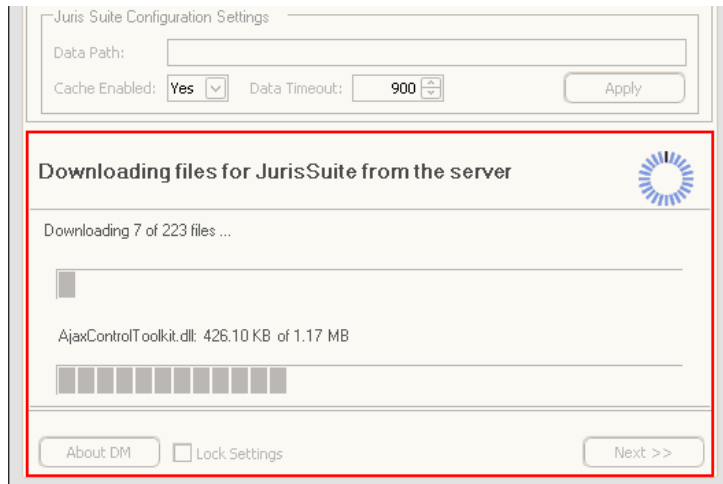 Juris Suite Configuration Settings
Data Path:
Cache Enabled: Yes Data Timeout: 900 Apply
Downloading files for JurisSuite from the server
Downloading 7 of 223 files ...
AjaxControlToolkit.dll: 426.10 KB of 1.17 MB
About DM Lock Settings Next >>